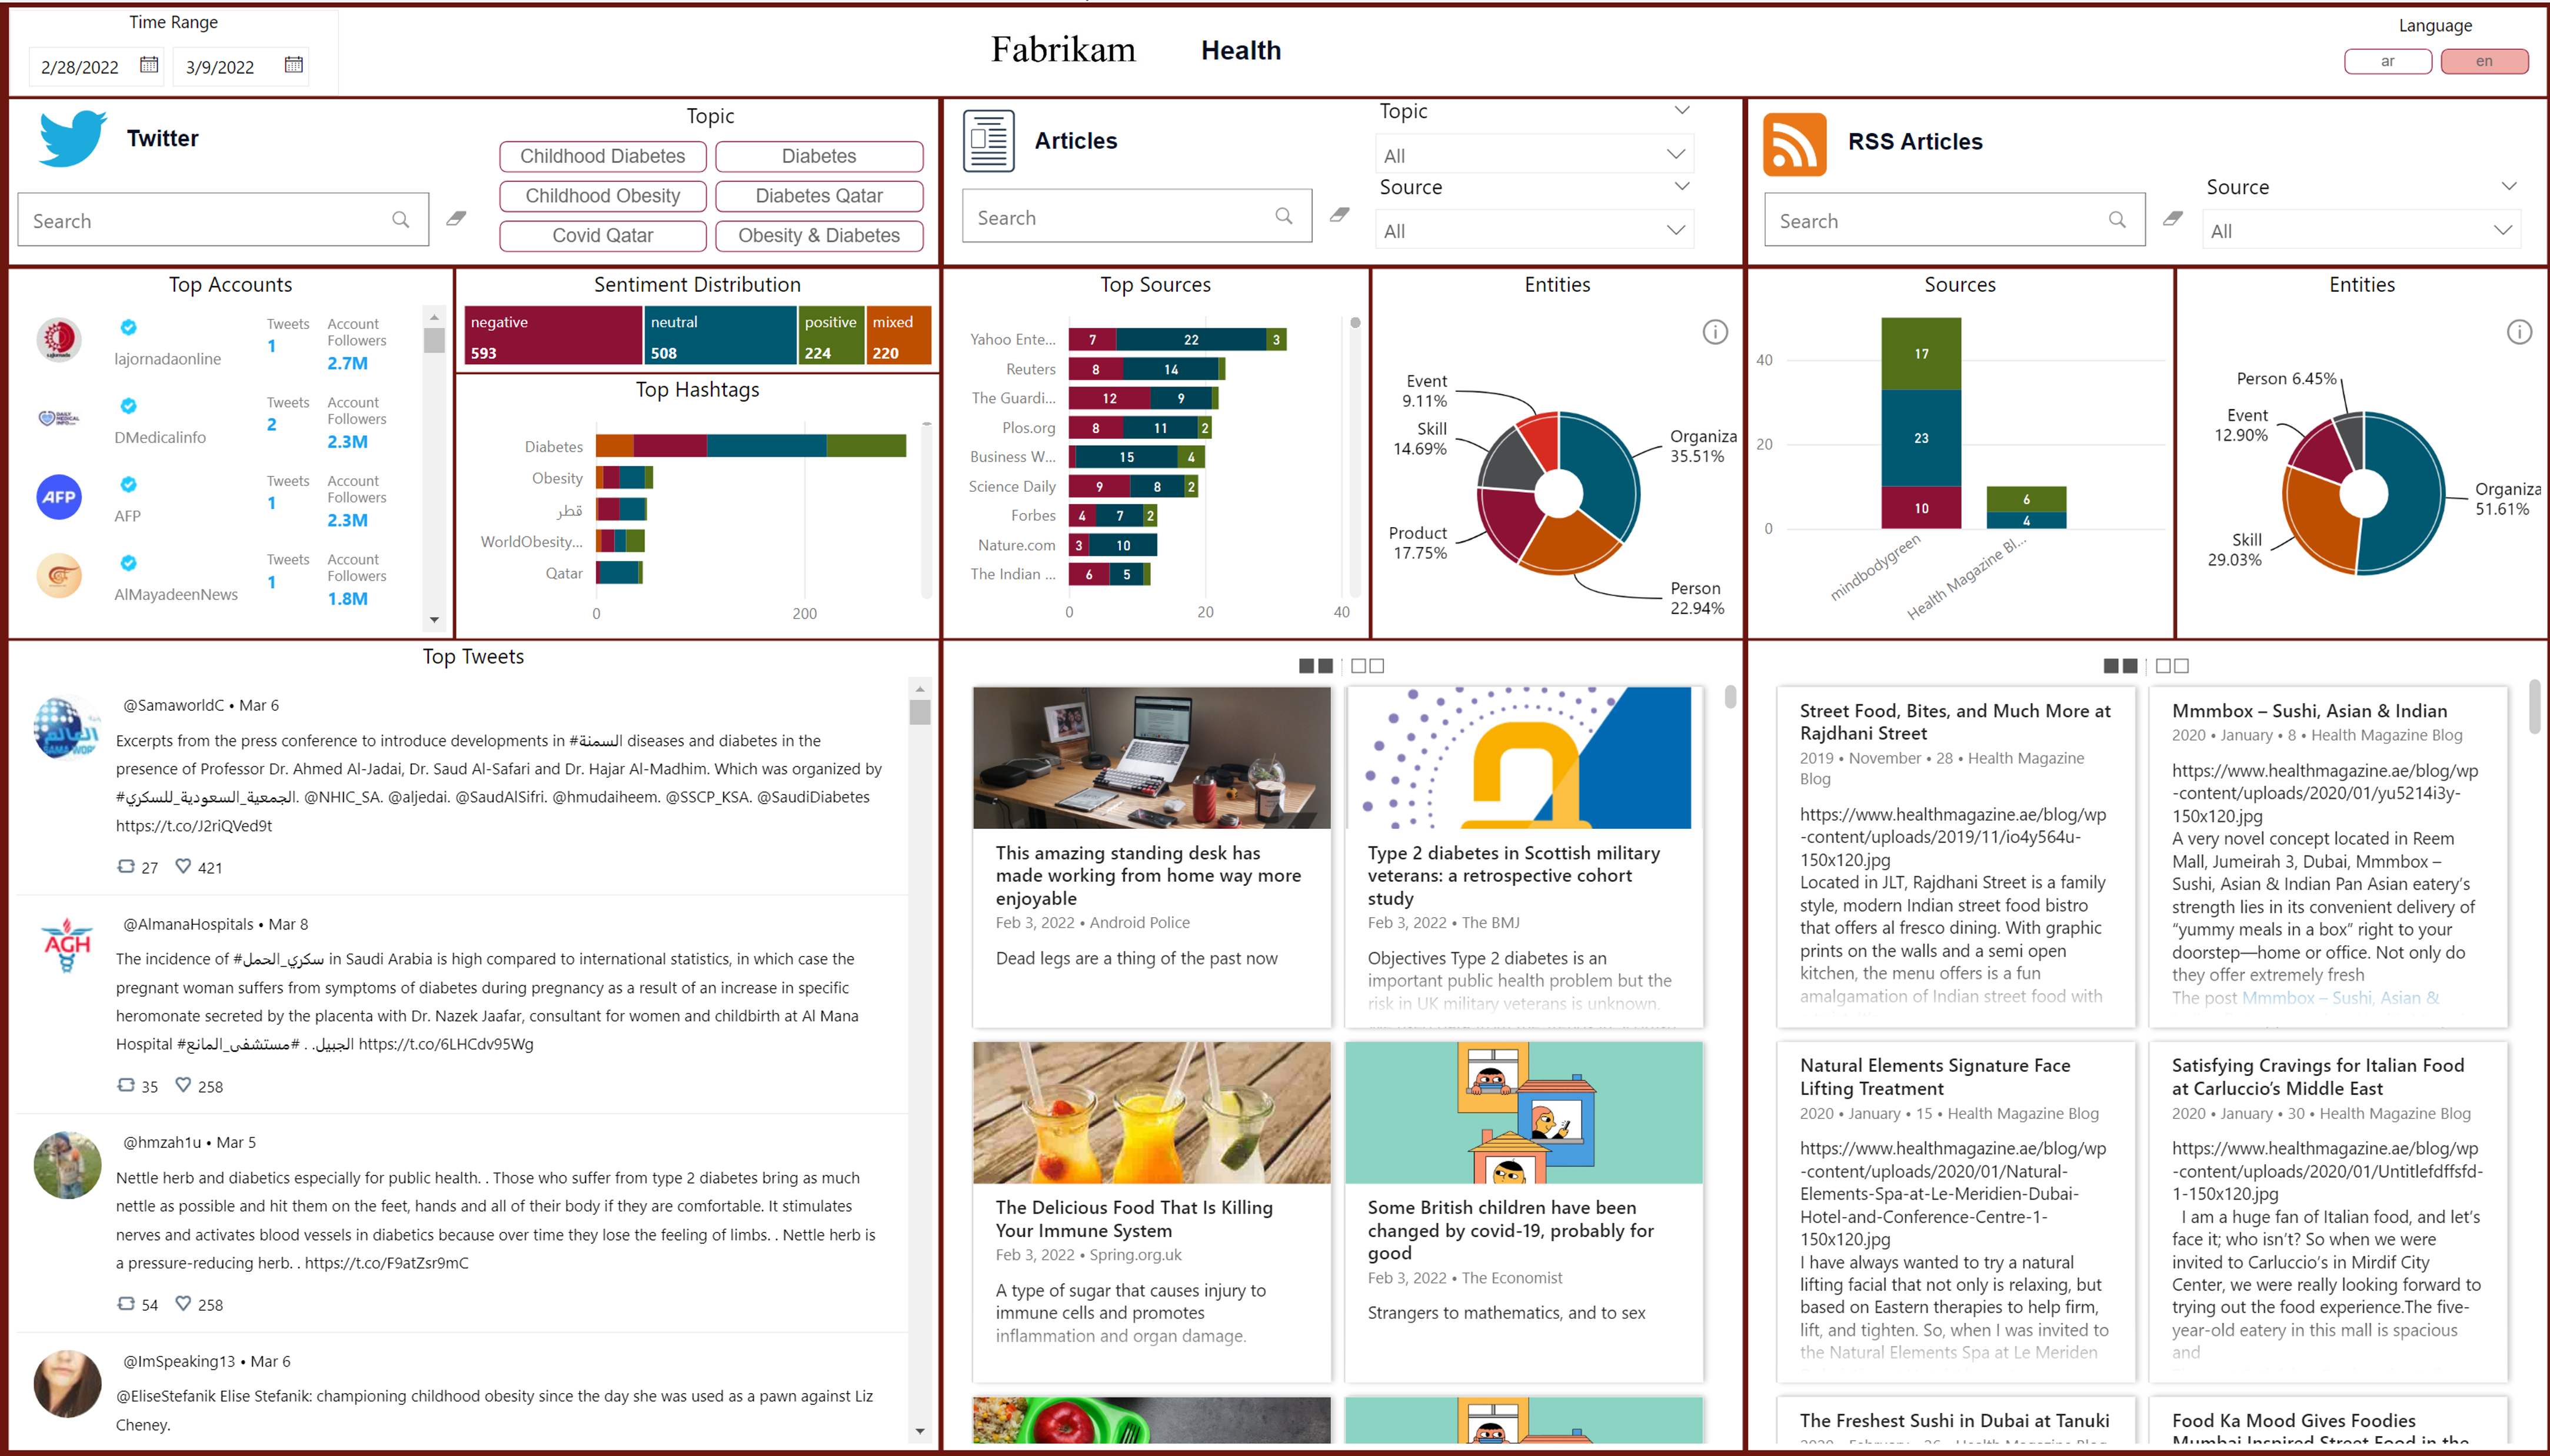 Time Range
2/28/2022
3/9/2022
Fabrikam
Health
Language
ar
en
Twitter
Search
Topic
Childhood Diabetes
Diabetes
Childhood Obesity
Diabetes Qatar
Covid Qatar
Obesity & Diabetes
Articles
Search
Topic
All
Source
All
RSS Articles
Search
Source
All
Top Accounts
lajornadaonline
Tweets
1
Account
Followers
2.7M
DMedicalinfo
Tweets
2
Account
Followers
2.3M
AFP
AFP
Tweets
1
Account
Followers
2.3M
AlMayadeenNews
Tweets
1
Account
Followers
1.8M
Sentiment Distribution
negative
593
neutral
508
positive
224
mixed
220
Top Hashtags
Diabetes
Obesity
قطر
WorldObesity...
Qatar
0
200
Top Sources
Yahoo Ente...
7
22
3
Reuters
8
14
The Guardi...
12
9
Plos.org
8
11
2
Business W...
15
4
Science Daily
9
8
2
Forbes
4
7
2
Nature.com
3
10
The Indian ...
6
5
0
20
40
Entities
Event
9.11%
Skill
14.69%
Product
17.75%
Organiza
35.51%
Person
22.94%
Sources
40
20
0
17
23
10
6
4
mindbodygreen
Health Magazine Bl...
Entities
Person 6.45%
Event
12.90%
Skill
29.03%
Organiza
51.61%
Top Tweets
@SamaworldC • Mar 6
Excerpts from the press conference to introduce developments in #السمنة diseases and diabetes in the
presence of Professor Dr. Ahmed Al-Jadai, Dr. Saud Al-Safari and Dr. Hajar Al-Madhim. Which was organized by
#الجمعية_السعودية_للسكري. @NHIC_SA. @aljedai. @SaudAlSifri. @hmudaiheem. @SSCP_KSA. @SaudiDiabetes
https://t.co/J2riQVed9t
27
421
AGH
@AlmanaHospitals • Mar 8
The incidence of #سكري_الحمل in Saudi Arabia is high compared to international statistics, in which case the
pregnant woman suffers from symptoms of diabetes during pregnancy as a result of an increase in specific
heromonate secreted by the placenta with Dr. Nazek Jaafar, consultant for women and childbirth at Al Mana
Hospital #مستشفى_المانع# . .الجبيل https://t.co/6LHCdv95Wg
35
258
@hmzah1u • Mar 5
Nettle herb and diabetics especially for public health. . Those who suffer from type 2 diabetes bring as much
nettle as possible and hit them on the feet, hands and all of their body if they are comfortable. It stimulates
nerves and activates blood vessels in diabetics because over time they lose the feeling of limbs. . Nettle herb is
a pressure-reducing herb. . https://t.co/F9atZsr9mC
54
258
@ImSpeaking13 • Mar 6
@EliseStefanik Elise Stefanik: championing childhood obesity since the day she was used as a pawn against Liz
Cheney.
This amazing standing desk has
made working from home way more
enjoyable
Feb 3, 2022 • Android Police
Dead legs are a thing of the past now
Type 2 diabetes in Scottish military
veterans: a retrospective cohort
study
Feb 3, 2022 • The BMJ
Objectives Type 2 diabetes is an
important public health problem but the
risk in UK military veterans is unknown.
The Delicious Food That Is Killing
Your Immune System
Feb 3, 2022 • Spring.org.uk
A type of sugar that causes injury to
immune cells and promotes
inflammation and organ damage.
Some British children have been
changed by covid-19, probably for
good
Feb 3, 2022 • The Economist
Strangers to mathematics, and to sex
Street Food, Bites, and Much More at
Rajdhani Street
2019 • November • 28 • Health Magazine
Blog
https://www.healthmagazine.ae/blog/wp
-content/uploads/2019/11/io4y564u-
150x120.jpg
Located in JLT, Rajdhani Street is a family
style, modern Indian street food bistro
that offers al fresco dining. With graphic
prints on the walls and a semi open
kitchen, the menu offers is a fun
amalgamation of Indian street food with
Mmmbox – Sushi, Asian & Indian
2020 • January • 8 • Health Magazine Blog
https://www.healthmagazine.ae/blog/wp
-content/uploads/2020/01/yu5214i3y-
150x120.jpg
A very novel concept located in Reem
Mall, Jumeirah 3, Dubai, Mmmbox –
Sushi, Asian & Indian Pan Asian eatery's
strength lies in its convenient delivery of
"yummy meals in a box" right to your
doorstep—home or office. Not only do
they offer extremely fresh
The post Mmmbox – Sushi, Asian &
Natural Elements Signature Face
Lifting Treatment
2020 • January • 15 • Health Magazine Blog
https://www.healthmagazine.ae/blog/wp
-content/uploads/2020/01/Natural-
Elements-Spa-at-Le-Meridien-Dubai-
Hotel-and-Conference-Centre-1-
150x120.jpg
I have always wanted to try a natural
lifting facial that not only is relaxing, but
based on Eastern therapies to help firm,
lift, and tighten. So, when I was invited to
the Natural Elements Spa at Le Meriden
Satisfying Cravings for Italian Food
at Carluccio's Middle East
2020 • January • 30 • Health Magazine Blog
https://www.healthmagazine.ae/blog/wp
-content/uploads/2020/01/Untitlefdffsfd-
1-150x120.jpg
I am a huge fan of Italian food, and let's
face it; who isn't? So when we were
invited to Carluccio's in Mirdif City
Center, we were really looking forward to
trying out the food experience.The five-
year-old eatery in this mall is spacious
and
The Freshest Sushi in Dubai at Tanuki
Food Ka Mood Gives Foodies
Mumbai Inspired Street Food in the